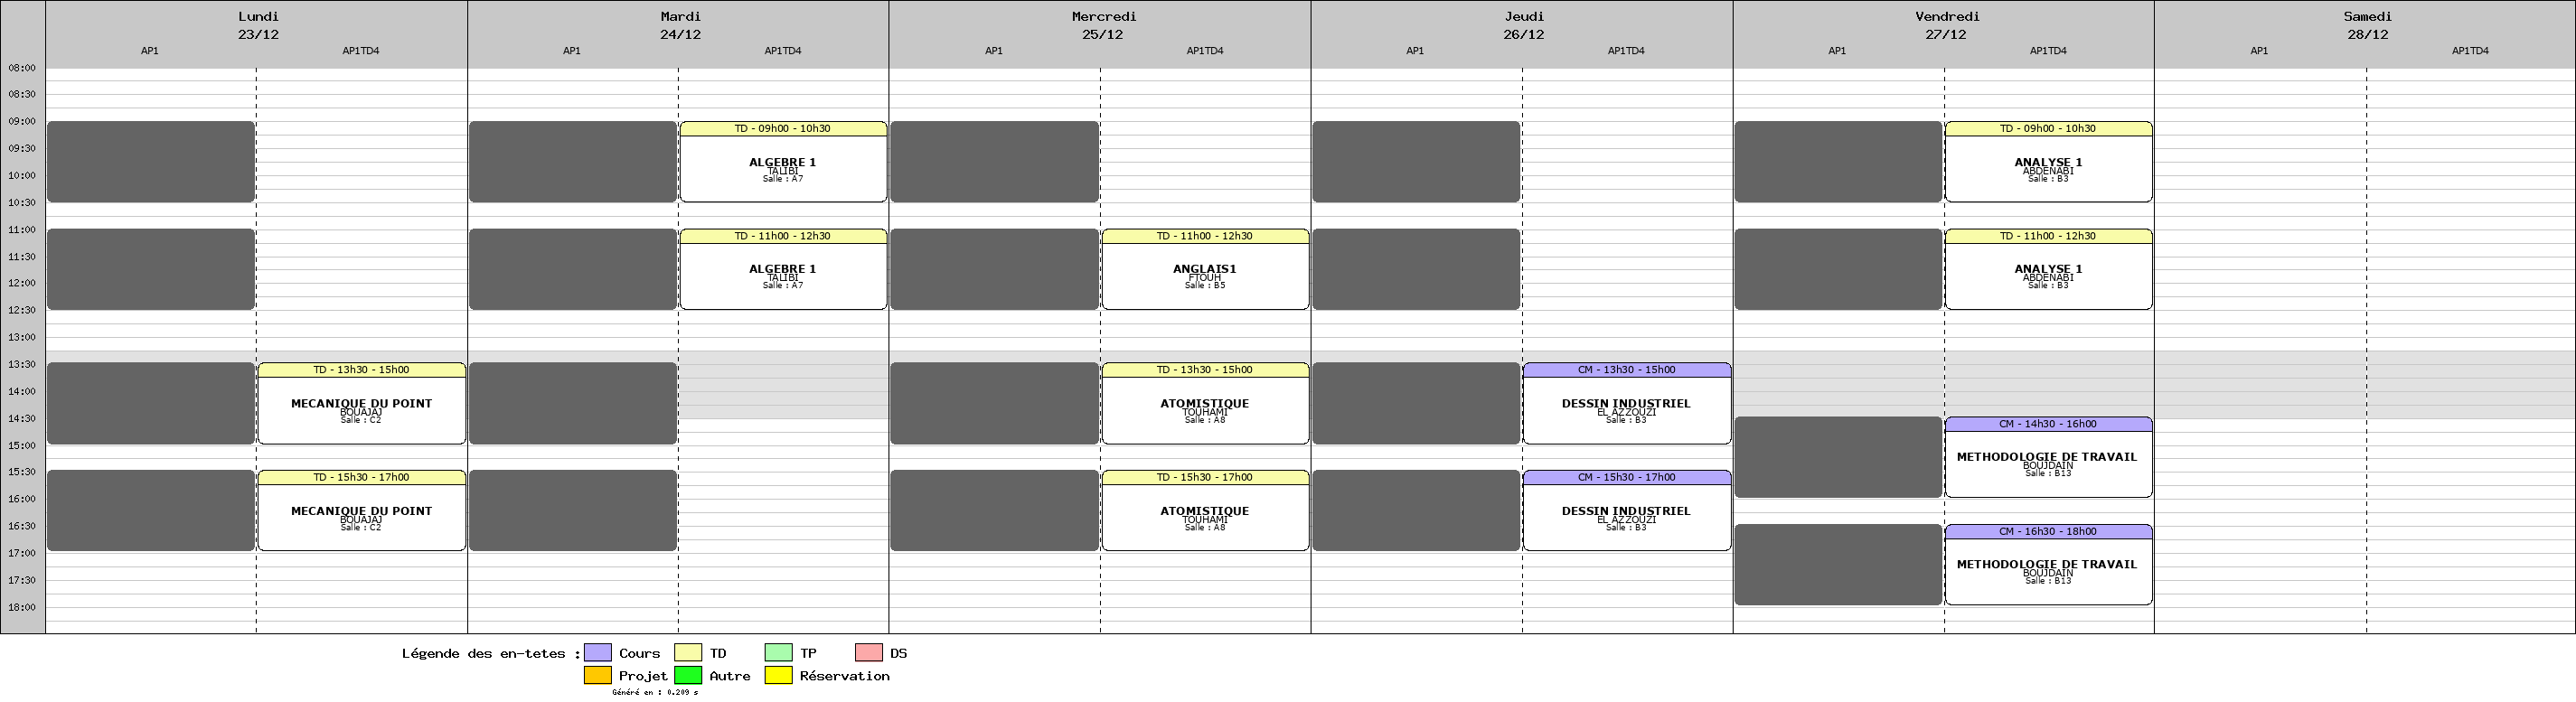 Lundi
23/12
AP1 AP1TD4
Mardi
24/12
AP1 AP1TD4
Mercredi
25/12
AP1 AP1TD4
Jeudi
26/12
AP1 AP1TD4
Vendredi
27/12
AP1 AP1TD4
Samedi
28/12
AP1 AP1TD4
08:00
08:30
09:00
09:30
10:00
10:30
11:00
11:30
12:00
12:30
13:00
13:30
14:00
14:30
15:00
15:30
16:00
16:30
17:00
17:30
18:00
TD - 13h30 - 15h00
MECANIQUE DU POINT
BOUAJAJ
Salle : C2
TD - 15h30 - 17h00
MECANIQUE DU POINT
BOUAJAJ
Salle : C2
TD - 09h00 - 10h30
ALGEBRE 1
TALIBI
Salle : A7
TD - 11h00 - 12h30
ALGEBRE 1
TALIBI
Salle : A7
TD - 11h00 - 12h30
ANGLAIS1
FTOUH
Salle : B5
TD - 13h30 - 15h00
ATOMISTIQUE
TOUHAMI
Salle : A8
TD - 15h30 - 17h00
ATOMISTIQUE
TOUHAMI
Salle : A8
CM - 13h30 - 15h00
DESSIN INDUSTRIEL
EL AZZOUZI
Salle : B3
CM - 15h30 - 17h00
DESSIN INDUSTRIEL
EL AZZOUZI
Salle : B3
TD - 09h00 - 10h30
ANALYSE 1
ABDENABI
Salle : B3
TD - 11h00 - 12h30
ANALYSE 1
ABDENABI
Salle : B3
CM - 14h30 - 16h00
METHODOLOGIE DE TRAVAIL
BOUJDAIN
Salle : B13
CM - 16h30 - 18h00
METHODOLOGIE DE TRAVAIL
BOUJDAIN
Salle : B13
Légende des en-tetes : Cours TD TP DS
Projet Autre Réservation
Généré en : 0.209 s